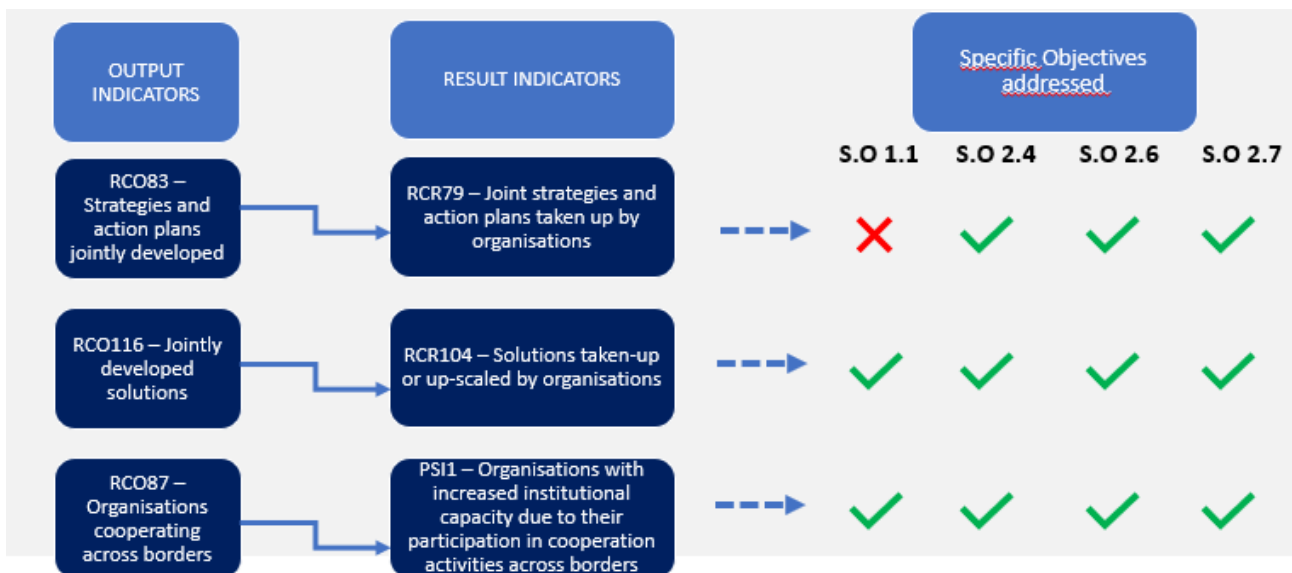 OUTPUT
INDICATORS
RESULT INDICATORS
Specific Objectives
addressed
S.O 1.1
S.O 2.4
S.O 2.6
S.O 2.7
RCO83 –
Strategies and
action plans
jointly developed
RCR79 – Joint strategies and
action plans taken up by
organisations
RCO116 – Jointly
developed
solutions
RCR104 – Solutions taken-up
or up-scaled by organisations
RCO87 –
Organisations
cooperating
across borders
PSI1 – Organisations with
increased institutional
capacity due to their
participation in cooperation
activities across borders